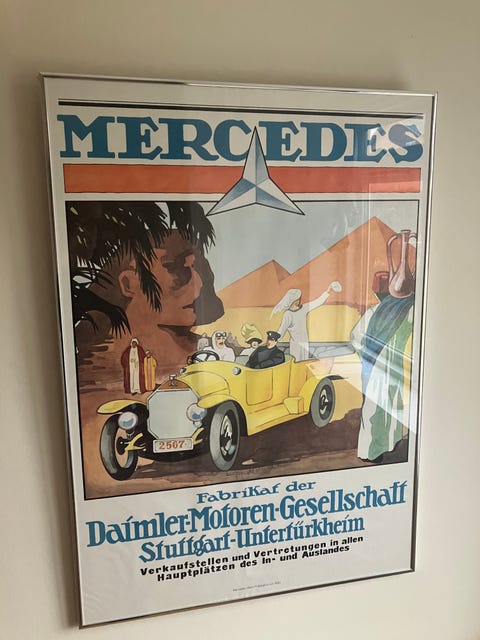 MERCEDES
2567
Fabrikat der
Daimler-Motoren-Gesellschaft
Stuttgart-Untertürkheim
Verkaufstellen und Vertretungen in allen
Hauptplätzen des In- und Auslandes